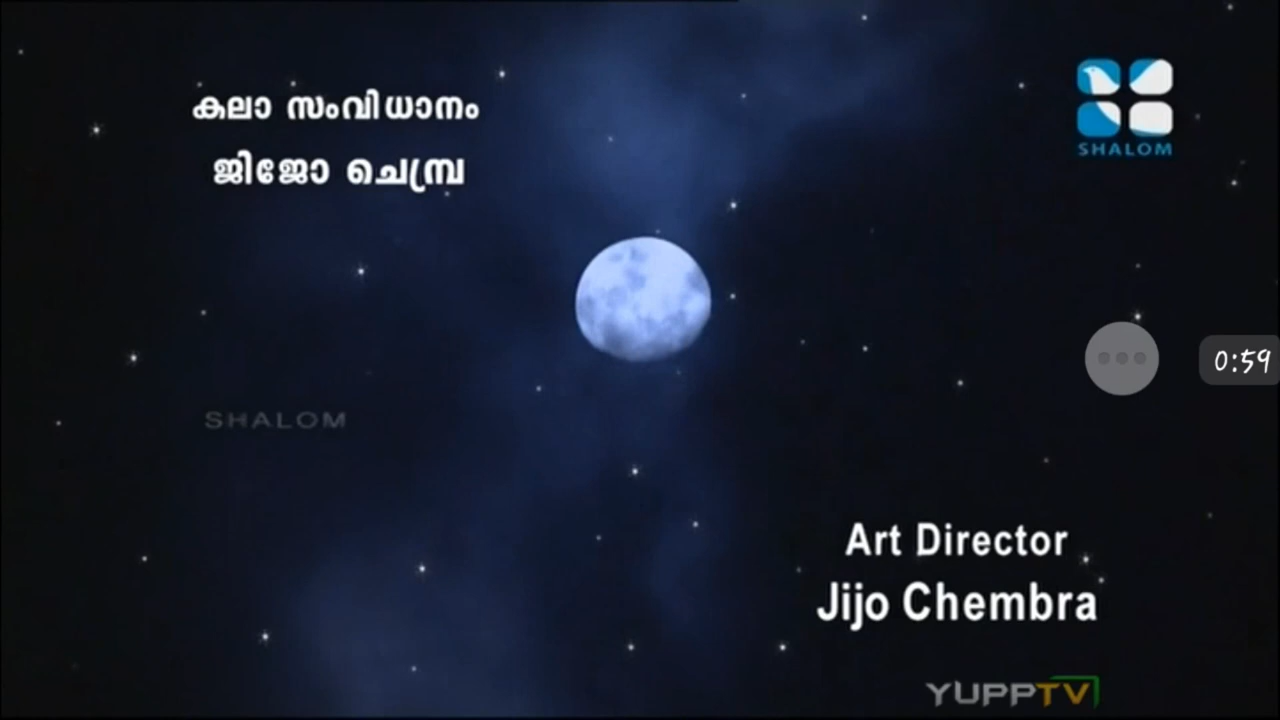 കലാ സംവിധാനം
ജിജോ ചെമ്പ്ര
SHALOM
0:59
SHALOM
Art Director
Jijo Chembra
YUPPTV